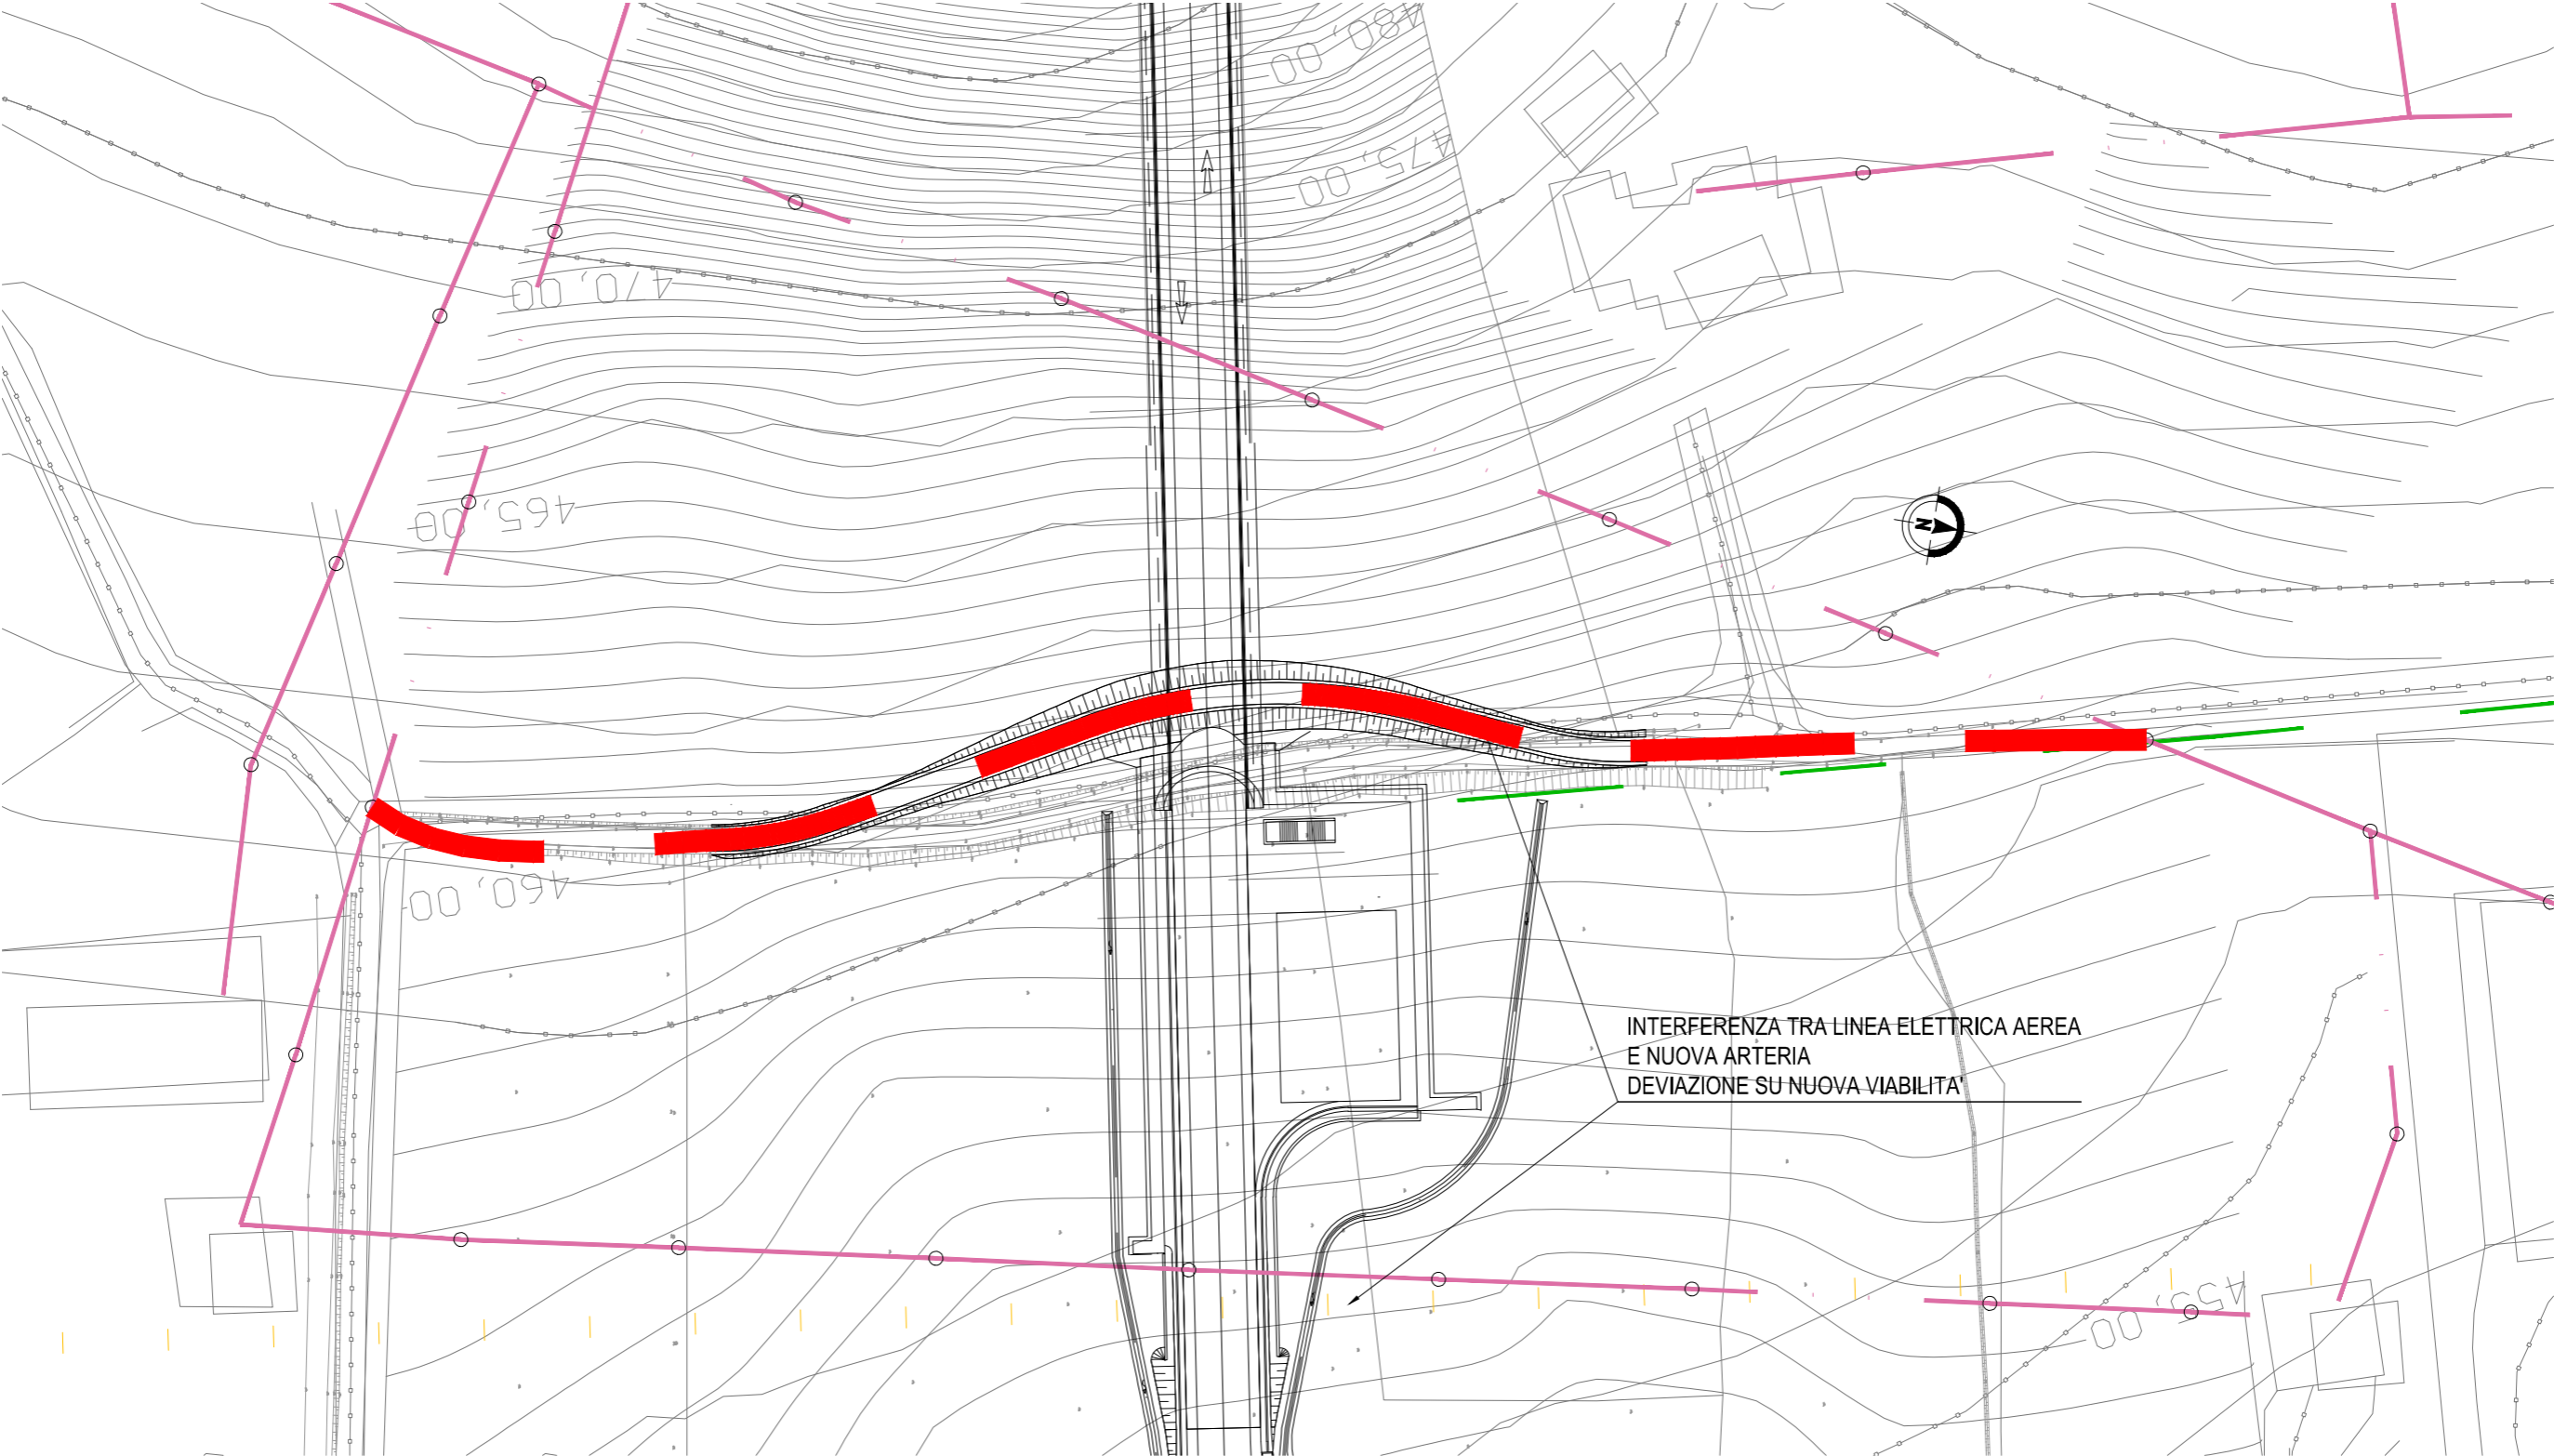 480,00
475,00
470,00
465,00
N
460,00
INTERFERENZA TRA LINEA ELETTRICA AEREA
E NUOVA ARTERIA
DEVIAZIONE SU NUOVA VIABILITA'
455,00